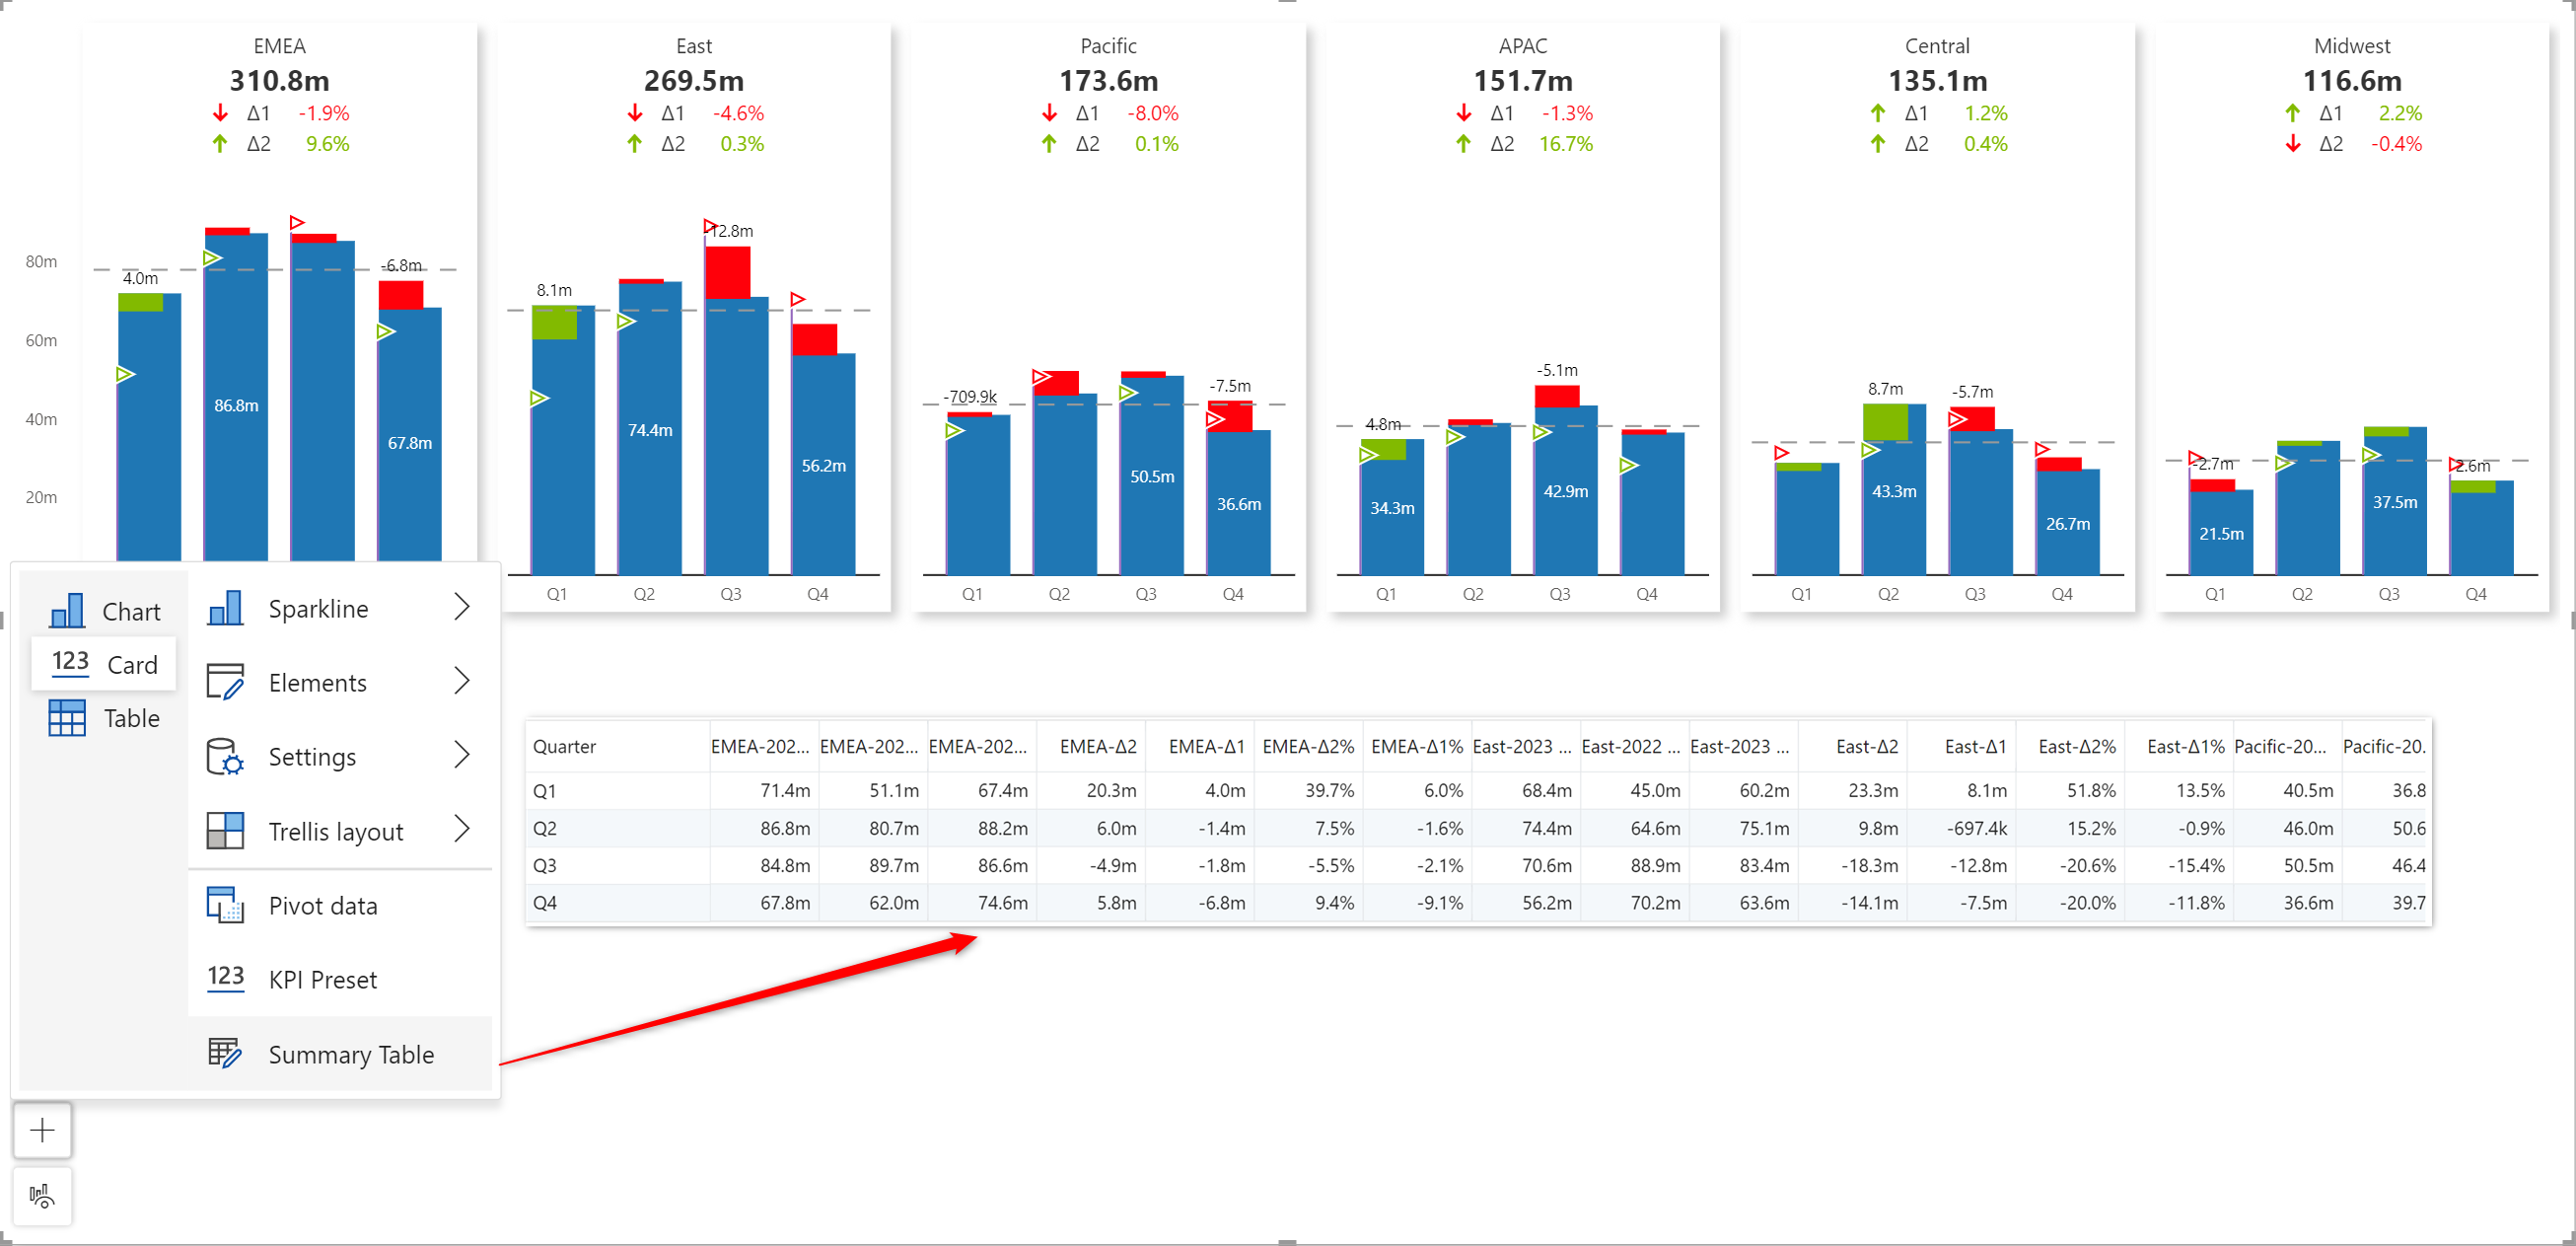 EMEA
310.8m
Δ1 -1.9%
Δ2 9.6%
East
269.5m
Δ1 -4.6%
Δ2 0.3%
Pacific
173.6m
Δ1 -8.0%
Δ2 0.1%
APAC
151.7m
Δ1 -1.3%
Δ2 16.7%
Central
135.1m
Δ1 1.2%
Δ2 0.4%
Midwest
116.6m
Δ1 2.2%
Δ2 -0.4%
80m
60m
40m
20m
4.0m
86.8m
-6.8m
67.8m
8.1m
74.4m
-12.8m
56.2m
Q1 Q2 Q3 Q4
-709.9k
50.5m
-7.5m
36.6m
Q1 Q2 Q3 Q4
4.8m
34.3m
-5.1m
42.9m
Q1 Q2 Q3 Q4
8.7m
43.3m
-5.7m
26.7m
Q1 Q2 Q3 Q4
-2.7m
21.5m
37.5m
2.6m
Q1 Q2 Q3 Q4
Chart
123 Card
Table
Sparkline
Elements
Settings
Trellis layout
Pivot data
123 KPI Preset
Summary Table
Quarter EMEA-202... EMEA-202... EMEA-202... EMEA-Δ2 EMEA-Δ1 EMEA-Δ2% EMEA-Δ1% East-2023 ... East-2022 ... East-2023 ... East-Δ2 East-Δ1 East-Δ2% East-Δ1% Pacific-20... Pacific-20.
Q1 71.4m 51.1m 67.4m 20.3m 4.0m 39.7% 6.0% 68.4m 45.0m 60.2m 23.3m 8.1m 51.8% 13.5% 40.5m 36.8
Q2 86.8m 80.7m 88.2m 6.0m -1.4m 7.5% -1.6% 74.4m 64.6m 75.1m 9.8m -697.4k 15.2% -0.9% 46.0m 50.6
Q3 84.8m 89.7m 86.6m -4.9m -1.8m -5.5% -2.1% 70.6m 88.9m 83.4m -18.3m -12.8m -20.6% -15.4% 50.5m 46.4
Q4 67.8m 62.0m 74.6m 5.8m -6.8m 9.4% -9.1% 56.2m 70.2m 63.6m -14.1m -7.5m -20.0% -11.8% 36.6m 39.7